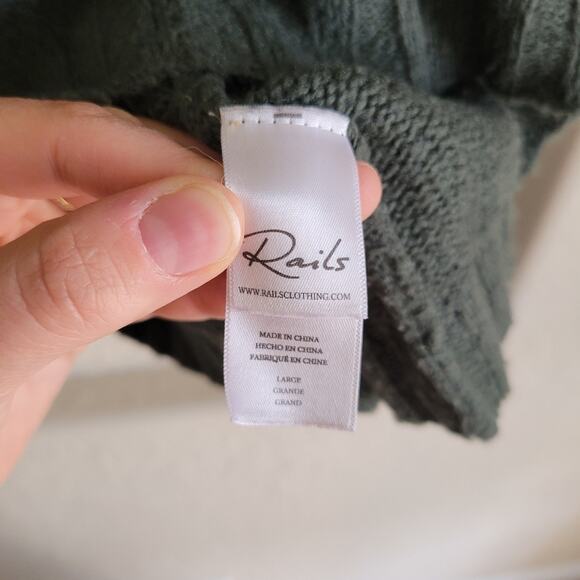 Rails
WWW.RAILSCLOTHING.COM
MADE IN CHINA
HECHO EN CHINA
FABRIQUÉ EN CHINE
LARGE
GRANDE
GRAND